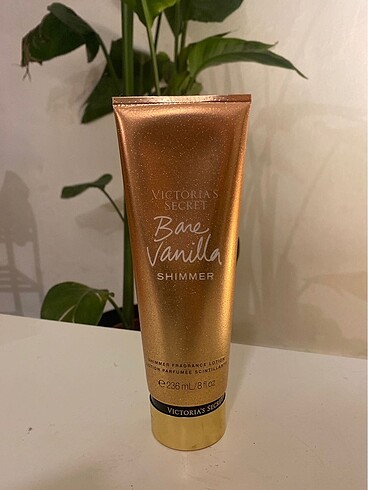 VICTORIA'S
SECRET
Bare
Vanilla
SHIMMER
SHIMMER FRAGRANCE LOTION
LOTION PARFUMÉE SCINTILLANTE
℮ 236 mL/8 fl oz
VICTORIA'S SECRET